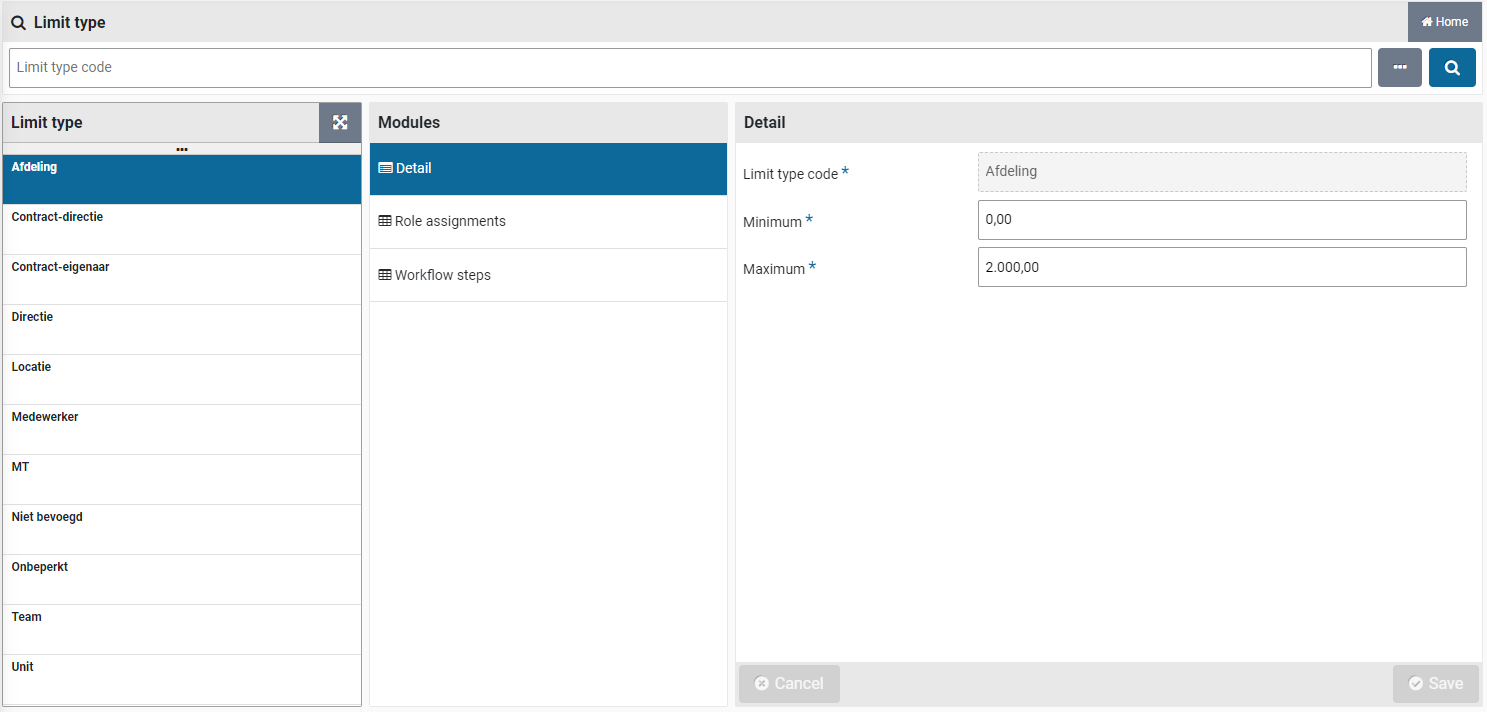 Limit type
Home
Limit type code
Limit type
Afdeling
Contract-directie
Contract-eigenaar
Directie
Locatie
Medewerker
MT
Niet bevoegd
Onbeperkt
Team
Unit
Modules
Detail
Role assignments
Workflow steps
Detail
Limit type code * Afdeling
Minimum * 0,00
Maximum * 2.000,00
Cancel
Save